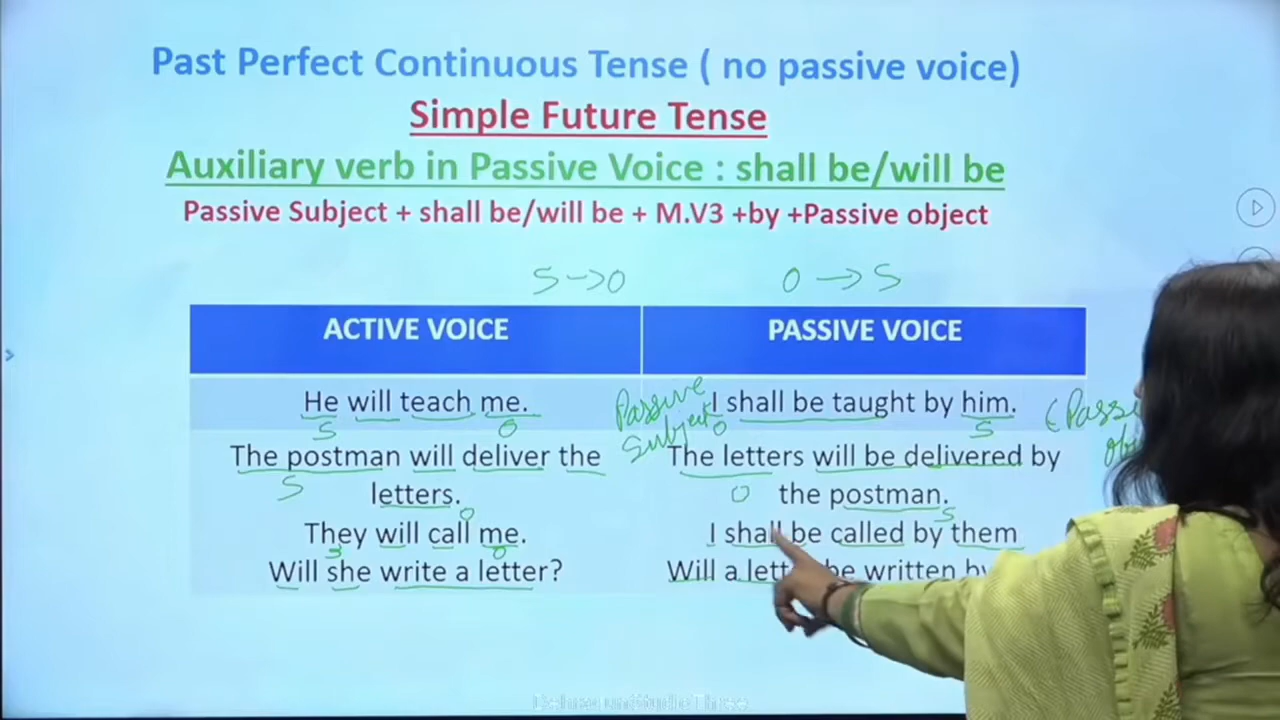 Past Perfect Continuous Tense ( no passive voice)
Simple Future Tense
Auxiliary verb in Passive Voice : shall be/will be
Passive Subject + shall be/will be + M.V3 +by +Passive object
S → O
O → S
ACTIVE VOICE
PASSIVE VOICE
He will teach me.
S
O
Passive
Subject
I shall be taught by him.
O
S
The postman will deliver the
letters.
S
O
The letters will be delivered by
the postman.
O
S
They will call me.
S
O
I shall be called by them
Will she write a letter?
Will a be written